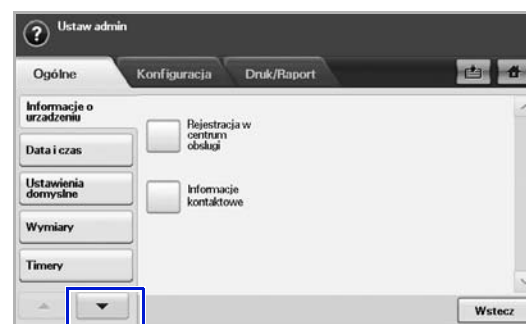 Ustaw admin
Ogólne
Konfiguracja
Druk/Raport
Informacje o
urzadzeniu
Data i czas
Ustawienia
domyslne
Wymiary
Timery
Rejestracja w
centrum
obslugi
Informacje
kontaktowe
Wstecz